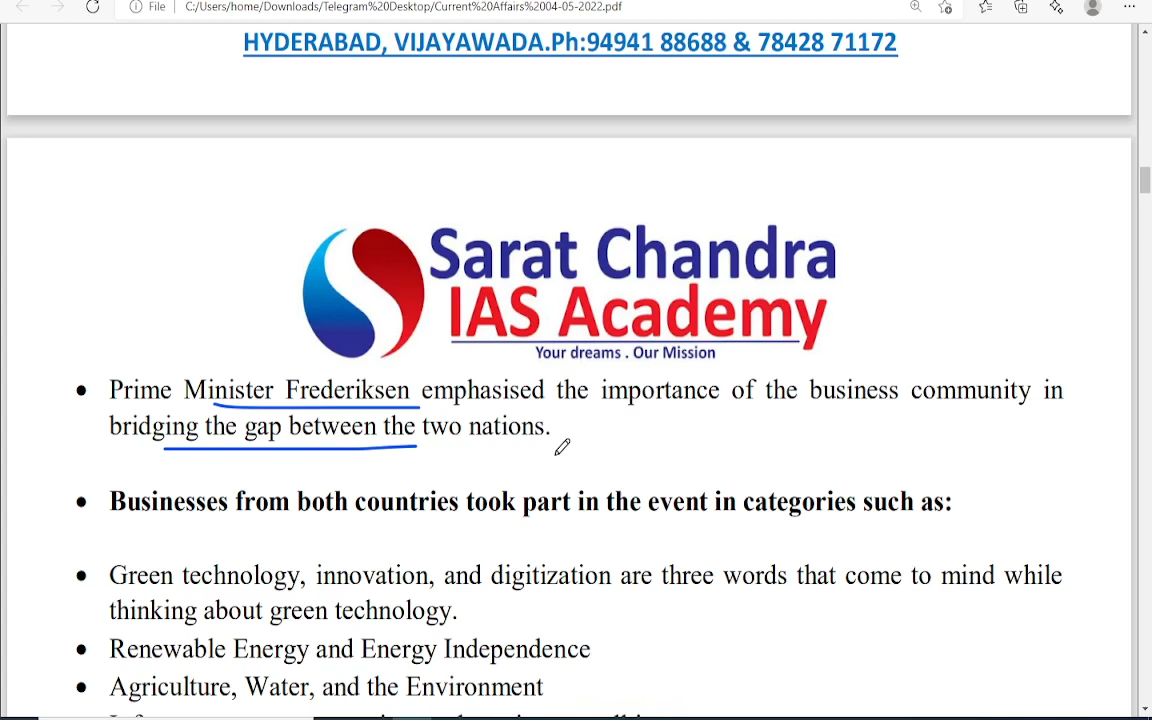 File
C:/Users/home/Downloads/Telegram%20Desktop/Current%20Affairs%2004-05-2022.pdf
HYDERABAD, VIJAYAWADA.Ph:94941 88688 & 78428 71172
Sarat Chandra
IAS Academy
Your dreams . Our Mission
• Prime Minister Frederiksen emphasised the importance of the business community in
bridging the gap between the two nations.
• Businesses from both countries took part in the event in categories such as:
• Green technology, innovation, and digitization are three words that come to mind while
thinking about green technology.
• Renewable Energy and Energy Independence
• Agriculture, Water, and the Environment